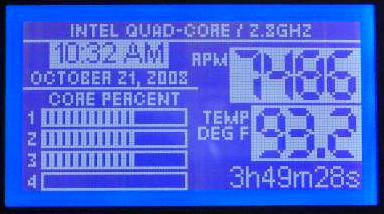 INTEL QUAD-CORE / 2.8GHZ
10:32 AM
OCTOBER 21, 2008
RPM 7486
CORE PERCENT
1
2
3
4
TEMP DEG F 93.2
3h49m28s